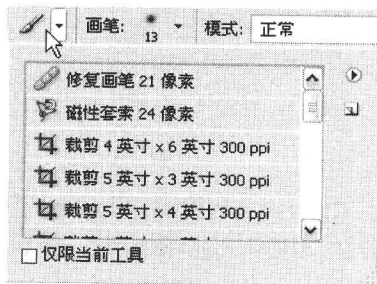 画笔: 13 模式: 正常
修复画笔 21 像素
磁性套索 24 像素
裁剪 4 英寸 x 6 英寸 300 ppi
裁剪 5 英寸 x 3 英寸 300 ppi
裁剪 5 英寸 x 4 英寸 300 ppi
仅限当前工具